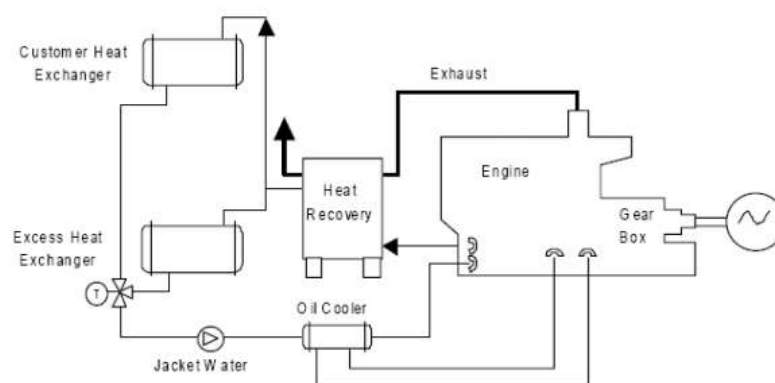 Customer Heat
Exchanger
Exhaust
Engine
Heat
Recovery
Gear
Box
Excess Heat
Exchanger
T
Oil Cooler
Jacket Water